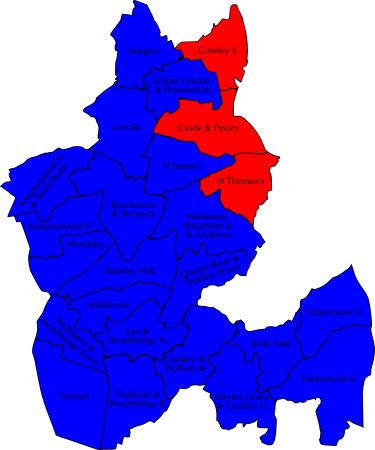 Sedgley
Coseley E.
Upper Gornal
& Woodsetton
Gornal
Castle & Priory
St James's
Kingswinford N.
& Wall Heath
St Thomas's
Brockmoor
& Pensnett
Netherton
Woodside &
St Andrews
Kingswinford S.
Wordsley
Quarry Bank &
Dudley Wood
Brierley Hill
Amblecote
Halesowen N.
Wollaston &
Stourbridge Town
Lye &
Stourbridge N.
Belle Vale
Cradley &
Wollescote
Halesowen S.
Norton
Pedmore &
Stourbridge E.
Hayley Green
& Cradley S.